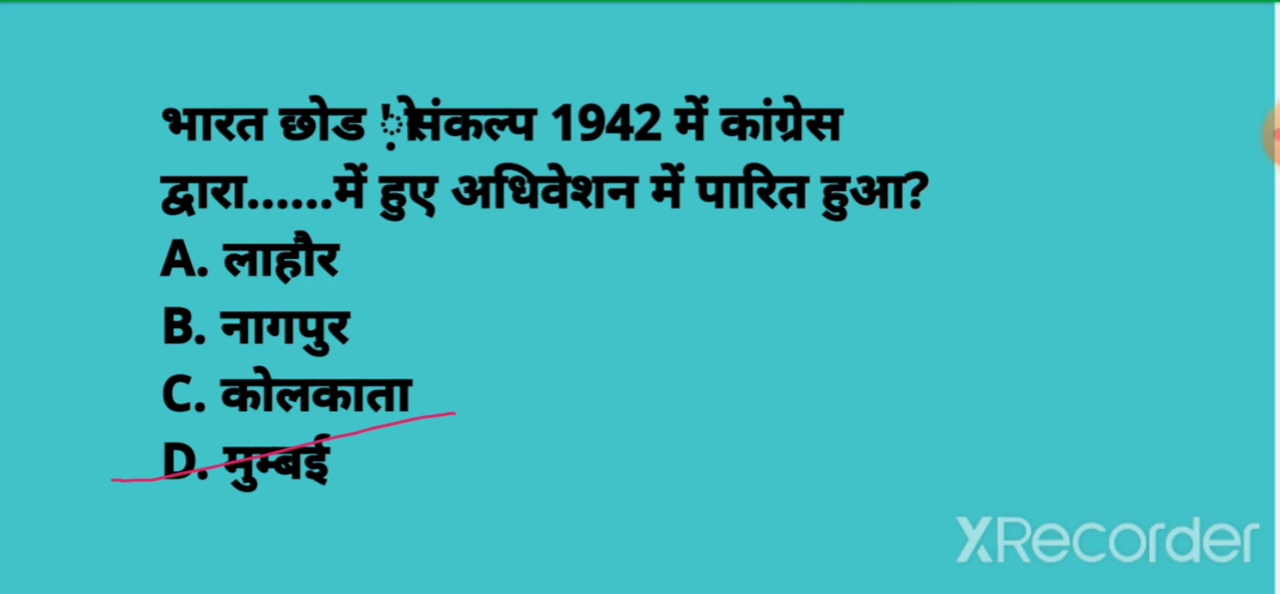 भारत छोड ़ो संकल्प 1942 में कांग्रेस
द्वारा......में हुए अधिवेशन में पारित हुआ?
A. लाहौर
B. नागपुर
C. कोलकाता
D. मुम्बई
XRecorder